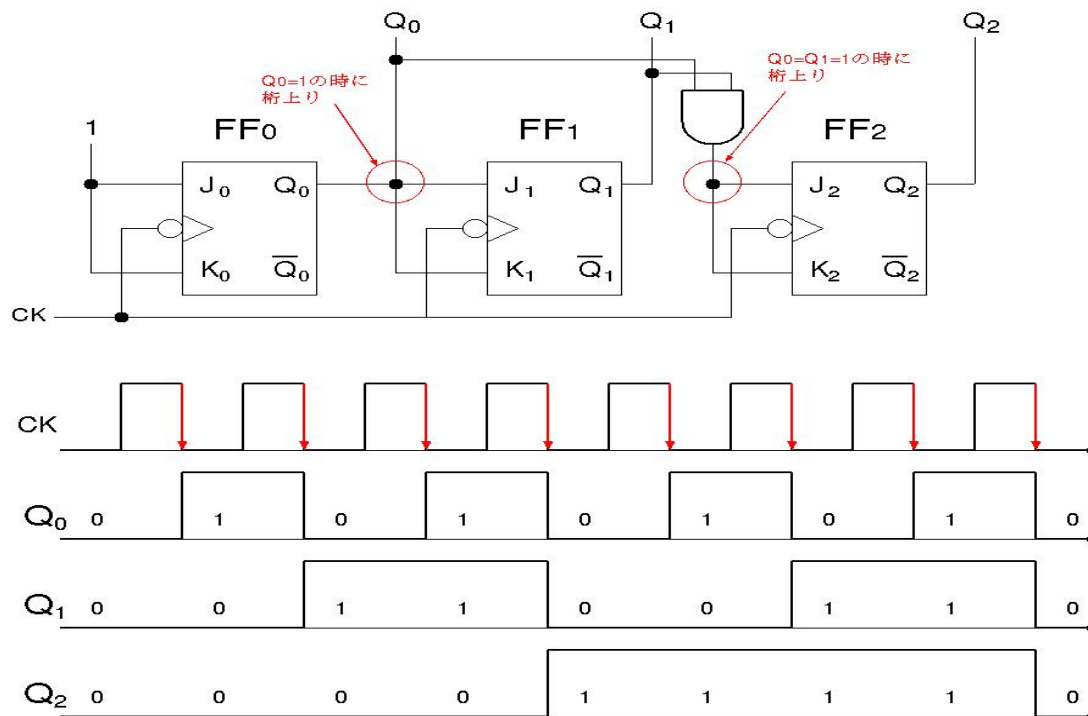 Q0 Q1 Q2
Q0=1の時に
桁上り
Q0=Q1=1の時に
桁上り
1 FF0 FF1 FF2
J0 Q0 J1 Q1 J2 Q2
K0 Q̅0 K1 Q̅1 K2 Q̅2
CK
CK
Q0 0 1 0 1 0 1 0 1 0
Q1 0 0 1 1 0 0 1 1 0
Q2 0 0 0 0 1 1 1 1 0